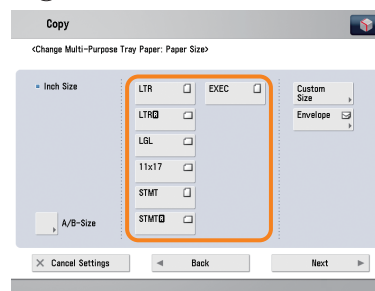 Copy
<Change Multi-Purpose Tray Paper: Paper Size>
Inch Size
LTR
EXEC
Custom Size
LTRR
Envelope
LGL
11x17
STMT
A/B-Size
STMTR
Cancel Settings
Back
Next